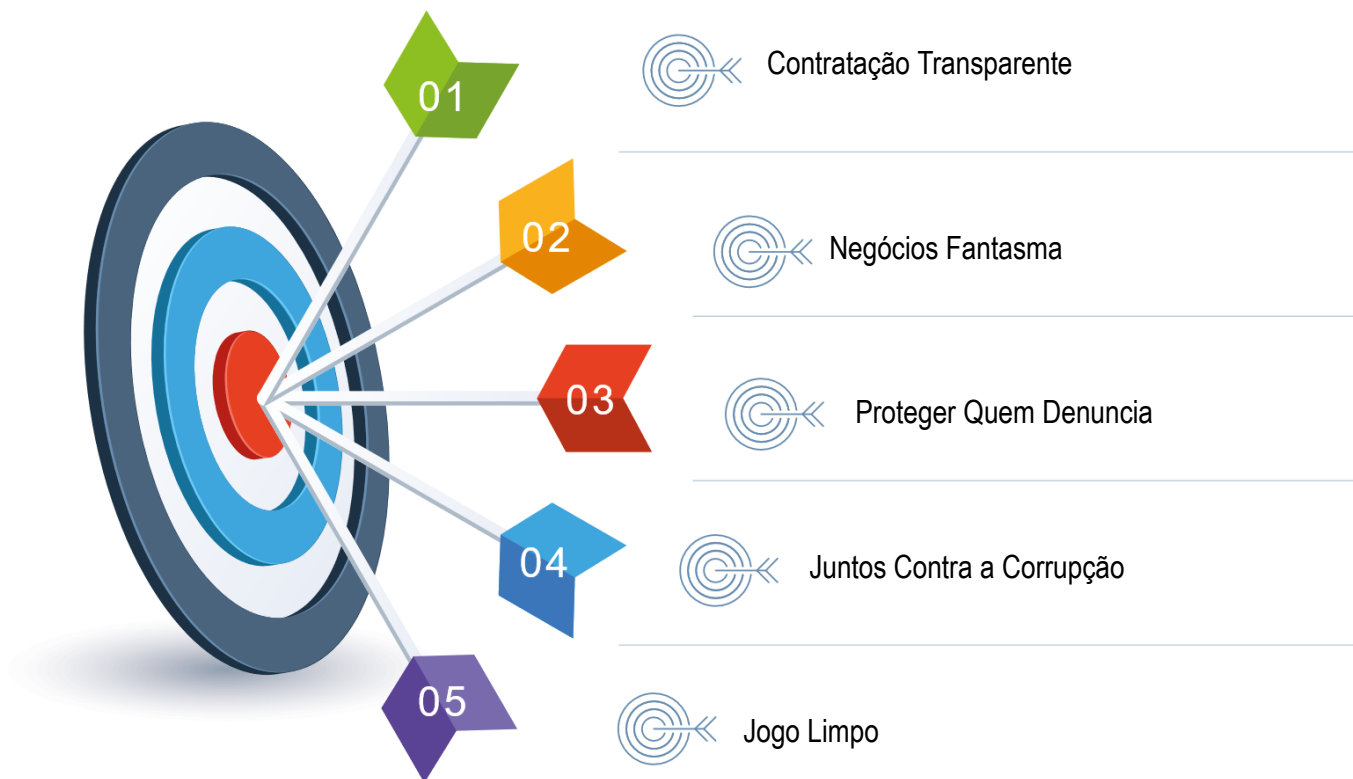 01
Contratação Transparente
02
Negócios Fantasma
03
Proteger Quem Denuncia
04
Juntos Contra a Corrupção
05
Jogo Limpo